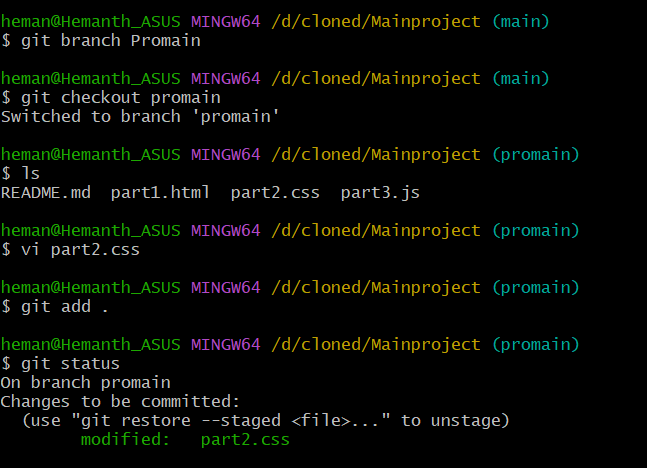 heman@Hemanth_ASUS MINGW64 /d/cloned/Mainproject (main)
$ git branch Promain
heman@Hemanth_ASUS MINGW64 /d/cloned/Mainproject (main)
$ git checkout promain
Switched to branch 'promain'
heman@Hemanth_ASUS MINGW64 /d/cloned/Mainproject (promain)
$ ls
README.md  part1.html  part2.css  part3.js
heman@Hemanth_ASUS MINGW64 /d/cloned/Mainproject (promain)
$ vi part2.css
heman@Hemanth_ASUS MINGW64 /d/cloned/Mainproject (promain)
$ git add .
heman@Hemanth_ASUS MINGW64 /d/cloned/Mainproject (promain)
$ git status
On branch promain
Changes to be committed:
  (use "git restore --staged <file>..." to unstage)
        modified:   part2.css